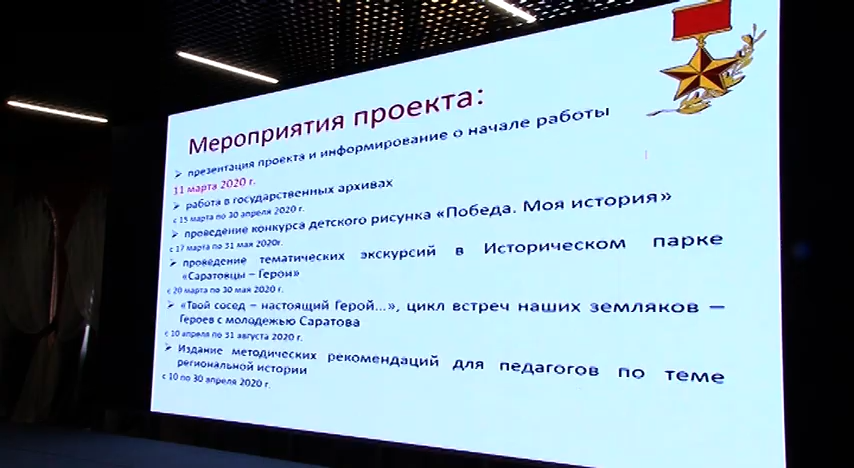 Мероприятия проекта:
➢ презентация проекта и информирование о начале работы
11 марта 2020 г.
➢ работа в государственных архивах
с 15 марта по 30 апреля 2020 г.
➢ проведение конкурса детского рисунка «Победа. Моя история»
с 17 марта по 31 мая 2020г.
➢ проведение тематических экскурсий в Историческом парке
«Саратовцы – Герои»
с 20 марта по 30 мая 2020 г.
➢ «Твой сосед – настоящий Герой...», цикл встреч наших земляков –
Героев с молодежью Саратова
с 10 апреля по 31 августа 2020 г.
➢ Издание методических рекомендаций для педагогов по теме
региональной истории
с 10 по 30 апреля 2020 г.